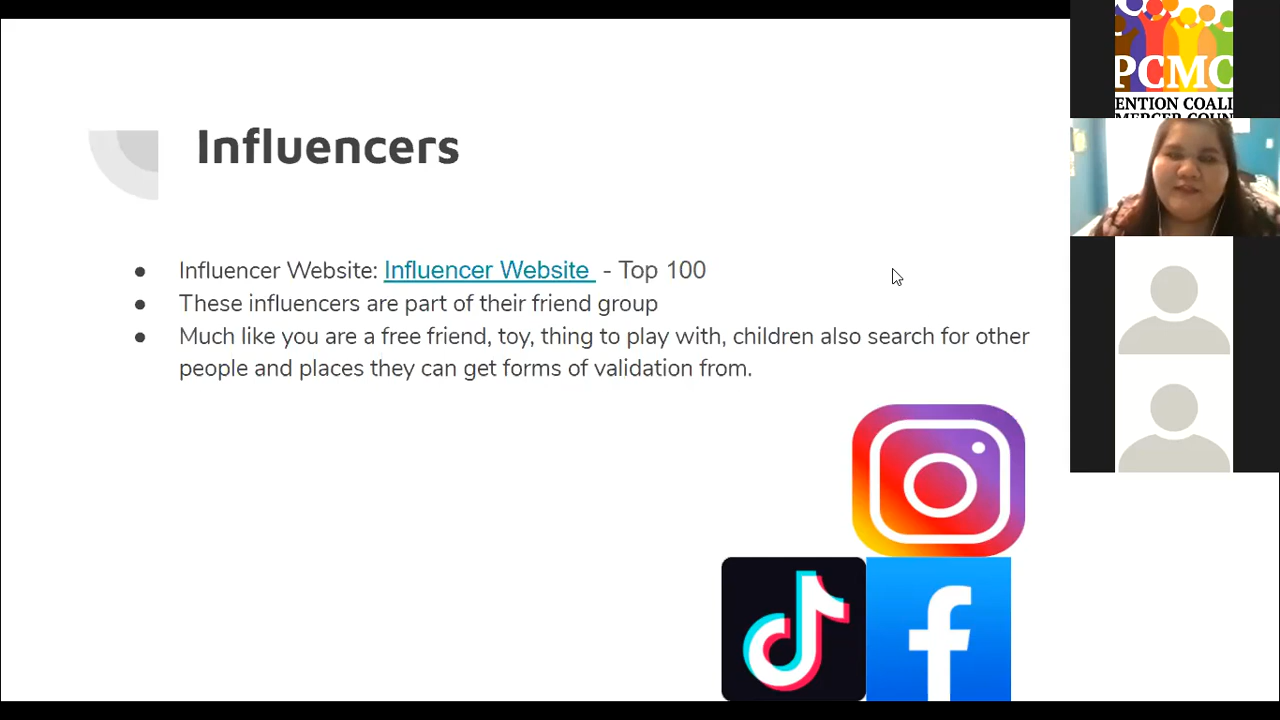 Influencers
Influencer Website: Influencer Website - Top 100
These influencers are part of their friend group
Much like you are a free friend, toy, thing to play with, children also search for other
people and places they can get forms of validation from.
PCMC
ENTION COALI
MERCER COUN